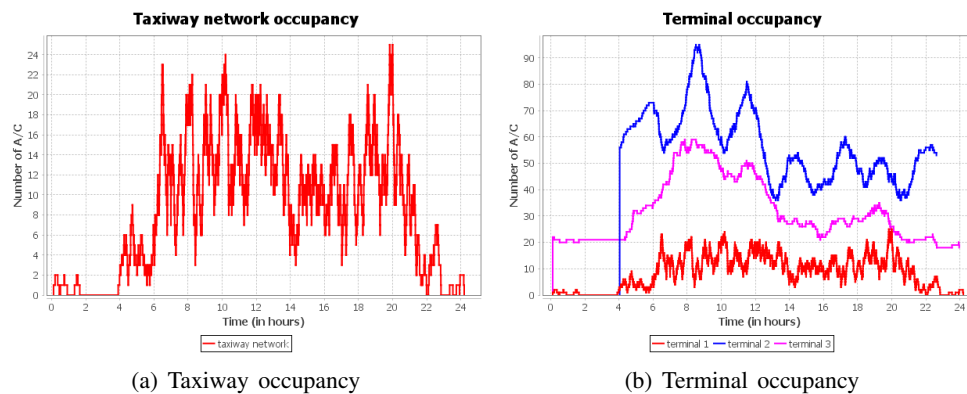 Taxiway network occupancy
Number of A/C
24
22
20
18
16
14
12
10
8
6
4
2
0
0 2 4 6 8 10 12 14 16 18 20 22 24
Time (in hours)
taxiway network
(a) Taxiway occupancy
Terminal occupancy
Number of A/C
90
80
70
60
50
40
30
20
10
0
0 2 4 6 8 10 12 14 16 18 20 22 24
Time (in hours)
terminal 1 terminal 2 terminal 3
(b) Terminal occupancy